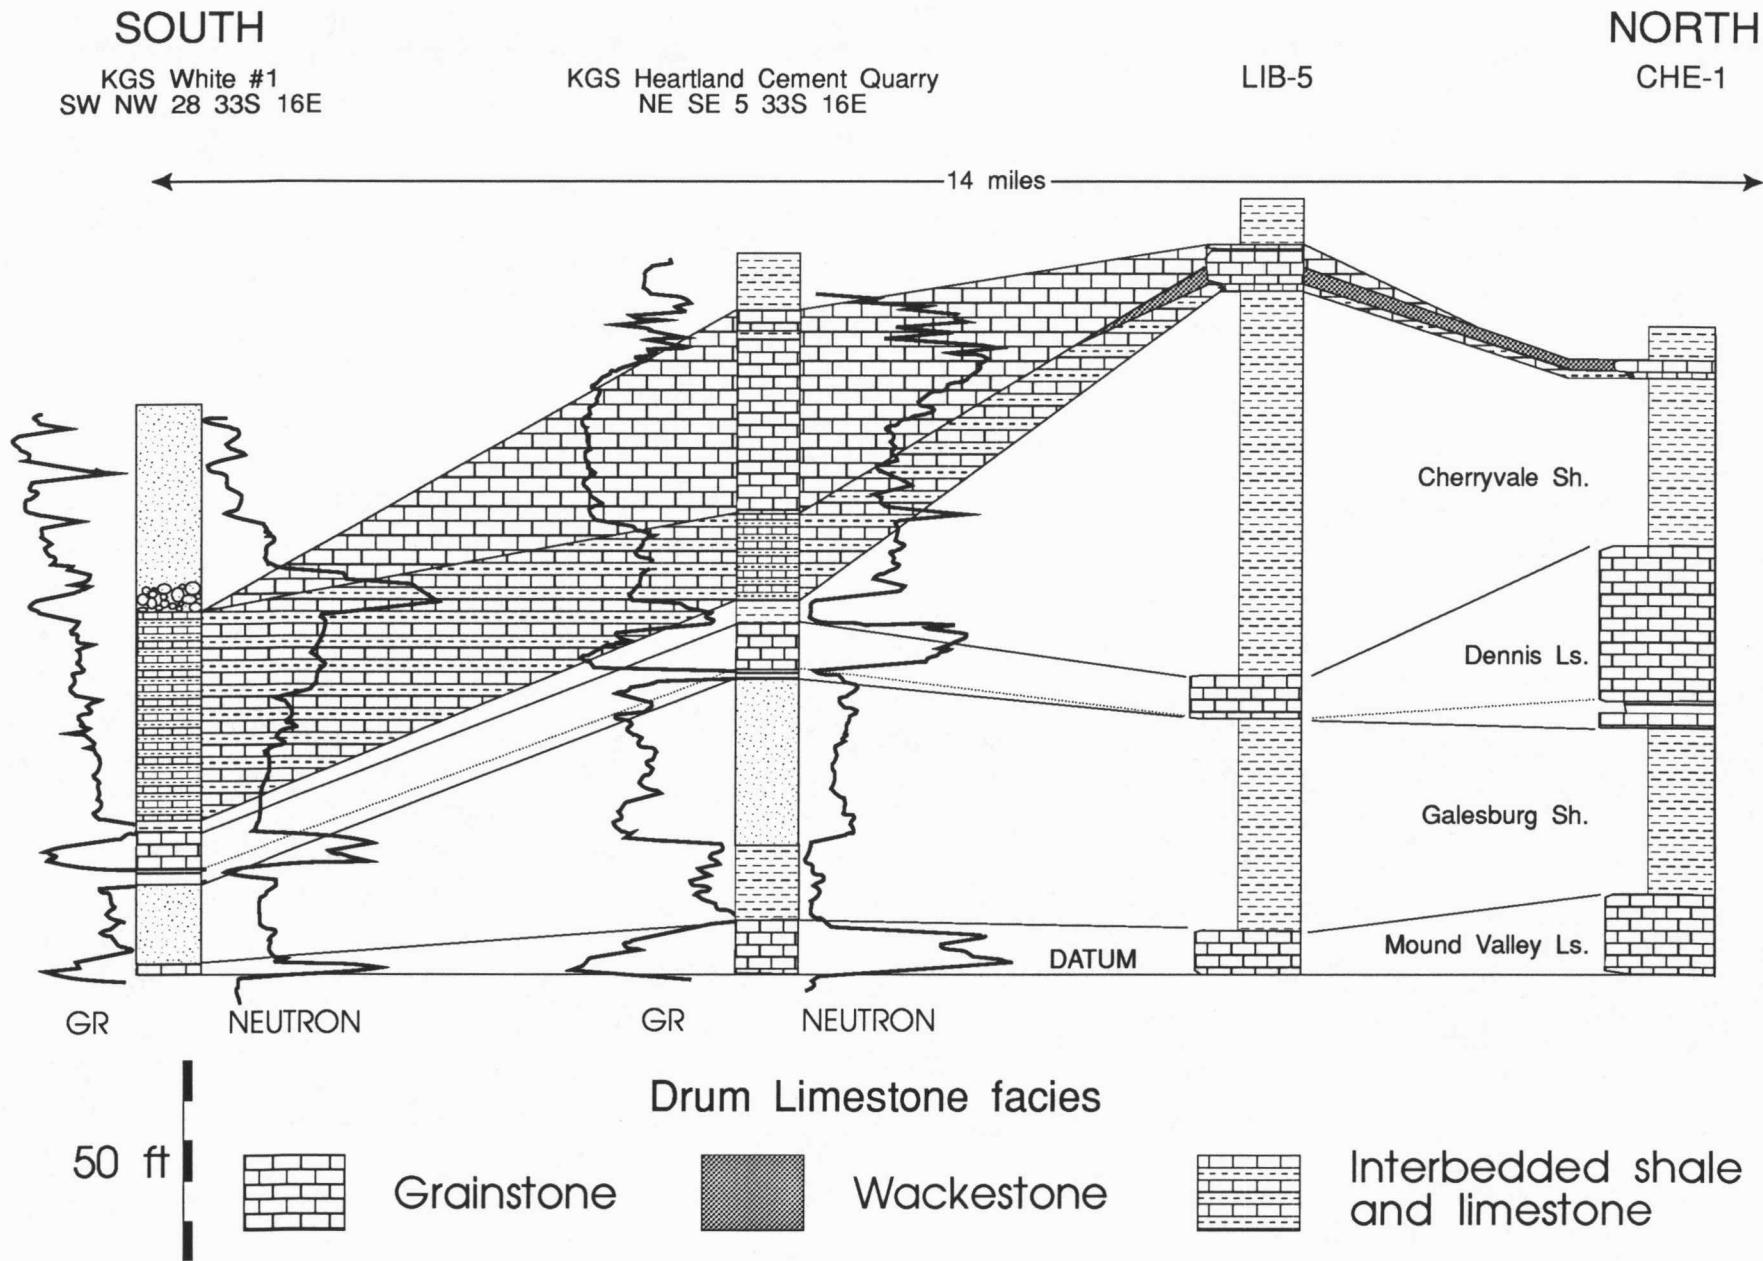 SOUTH
NORTH
KGS White #1
SW NW 28 33S 16E
KGS Heartland Cement Quarry
NE SE 5 33S 16E
LIB-5
CHE-1
14 miles
Cherryvale Sh.
Dennis Ls.
Galesburg Sh.
Mound Valley Ls.
DATUM
GR
NEUTRON
GR
NEUTRON
Drum Limestone facies
50 ft
Grainstone
Wackestone
Interbedded shale
and limestone